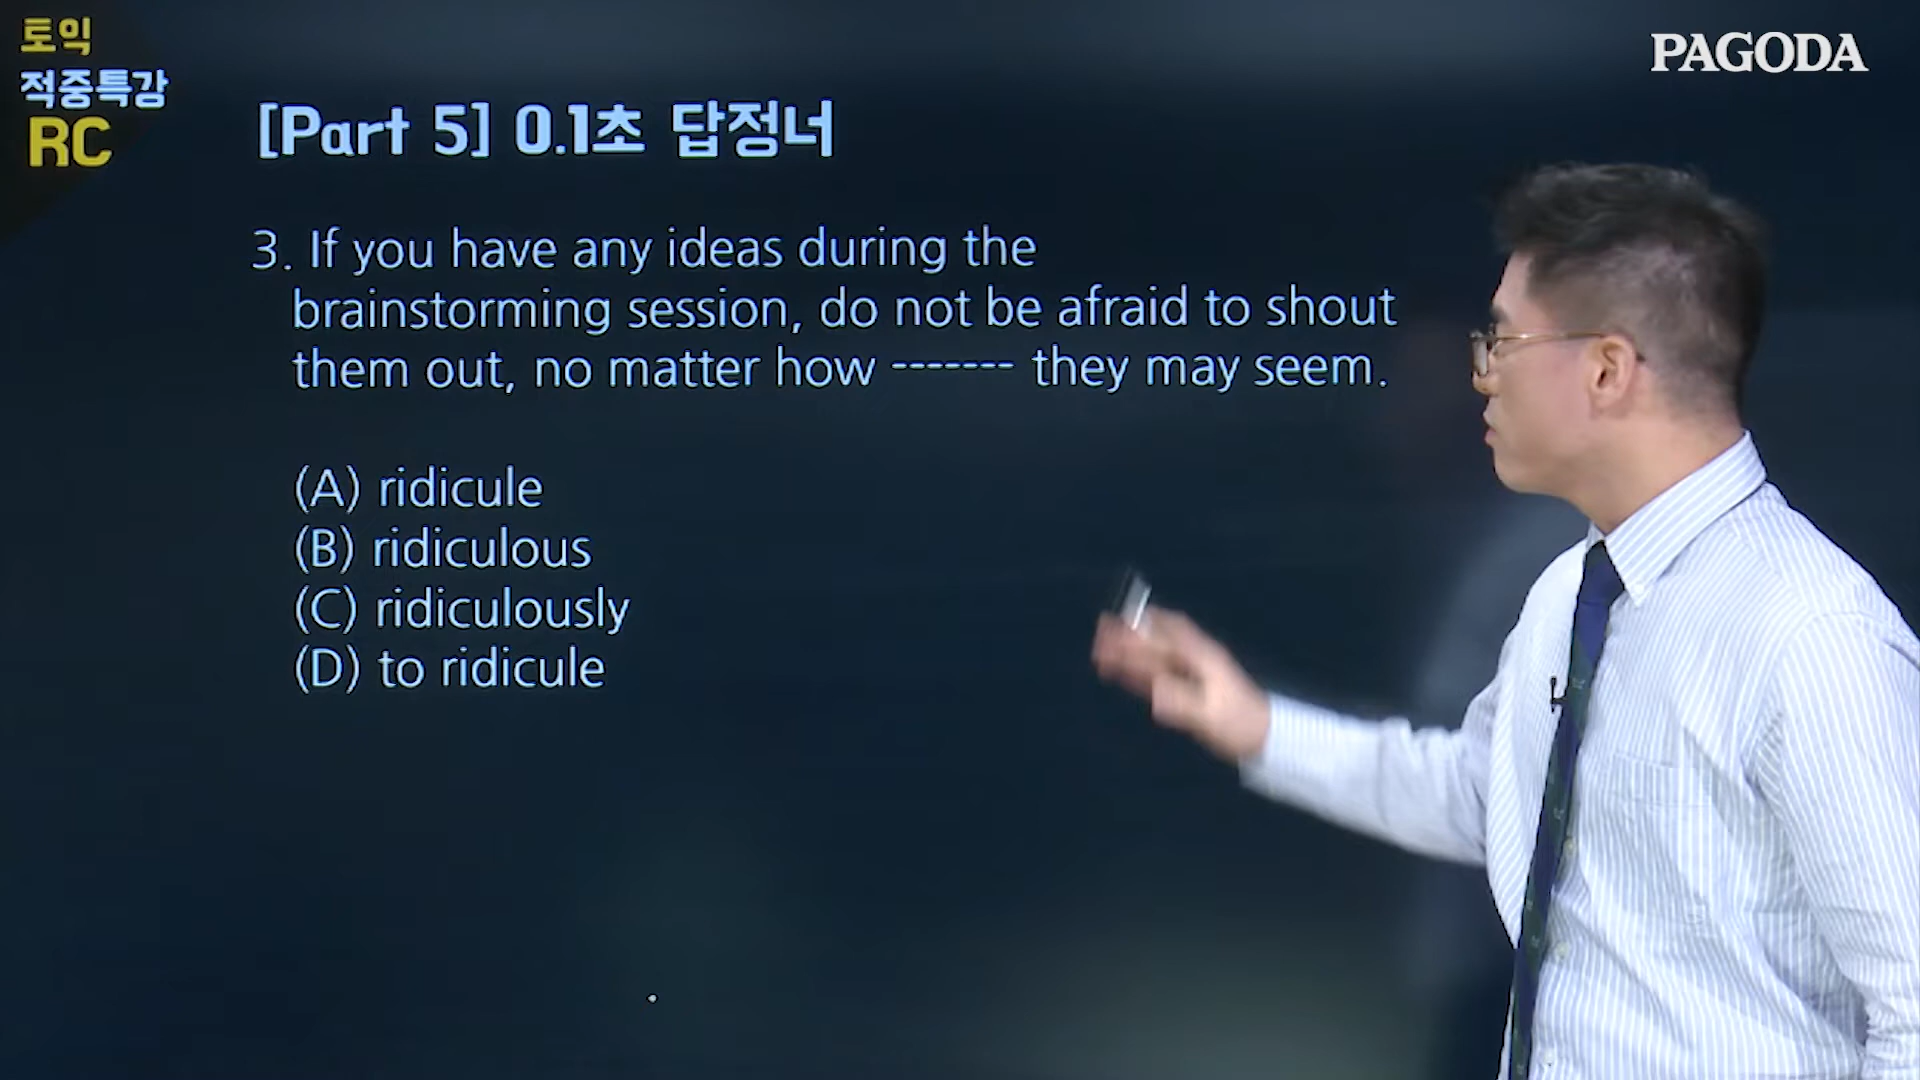 토익
적중특강
RC
PAGODA
[Part 5] 0.1초 답정너
3. If you have any ideas during the
brainstorming session, do not be afraid to shout
them out, no matter how ------- they may seem.
(A) ridicule
(B) ridiculous
(C) ridiculously
(D) to ridicule